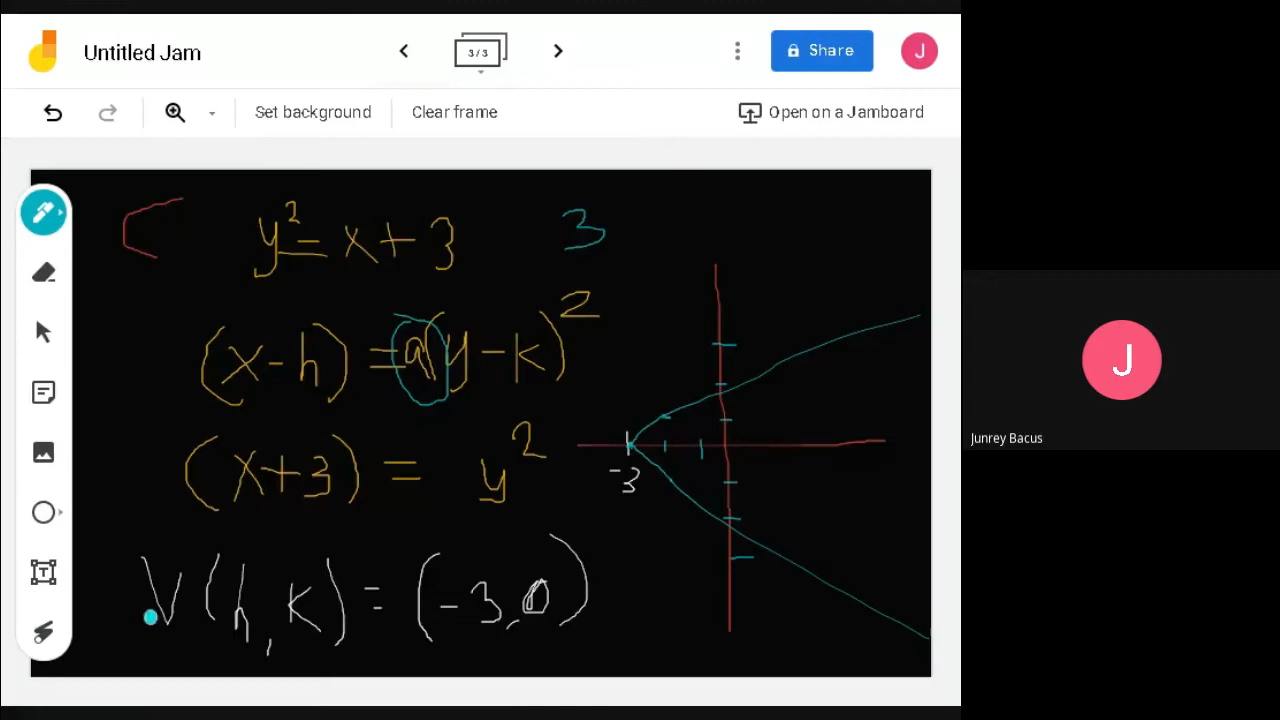 Untitled Jam
3 / 3
Share
J
Set background
Clear frame
Open on a Jamboard
y² = x + 3
3
(x - h) = a(y - k)²
(x + 3) = y²
-3
V(h, k) = (-3, 0)
J
Junrey Bacus